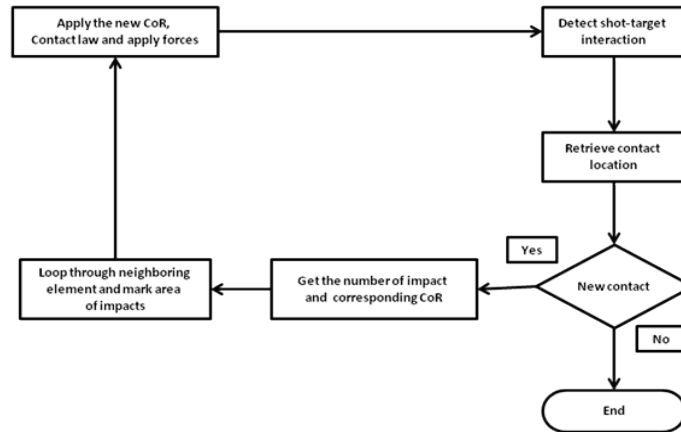 Apply the new CoR,
Contact law and apply forces
Detect shot-target
interaction
Retrieve contact
location
Yes
New contact
No
Get the number of impact
and corresponding CoR
Loop through neighboring
element and mark area
of impacts
End